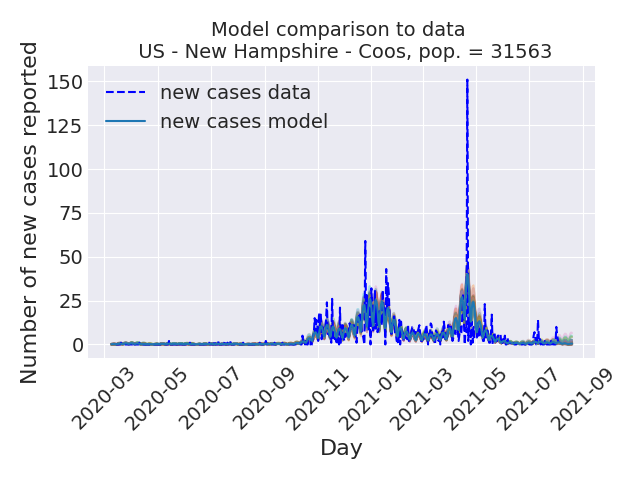 Model comparison to data
US - New Hampshire - Coos, pop. = 31563
Number of new cases reported
150
125
100
75
50
25
0
new cases data
new cases model
2020-03
2020-05
2020-07
2020-09
2020-11
2021-01
2021-03
2021-05
2021-07
2021-09
Day